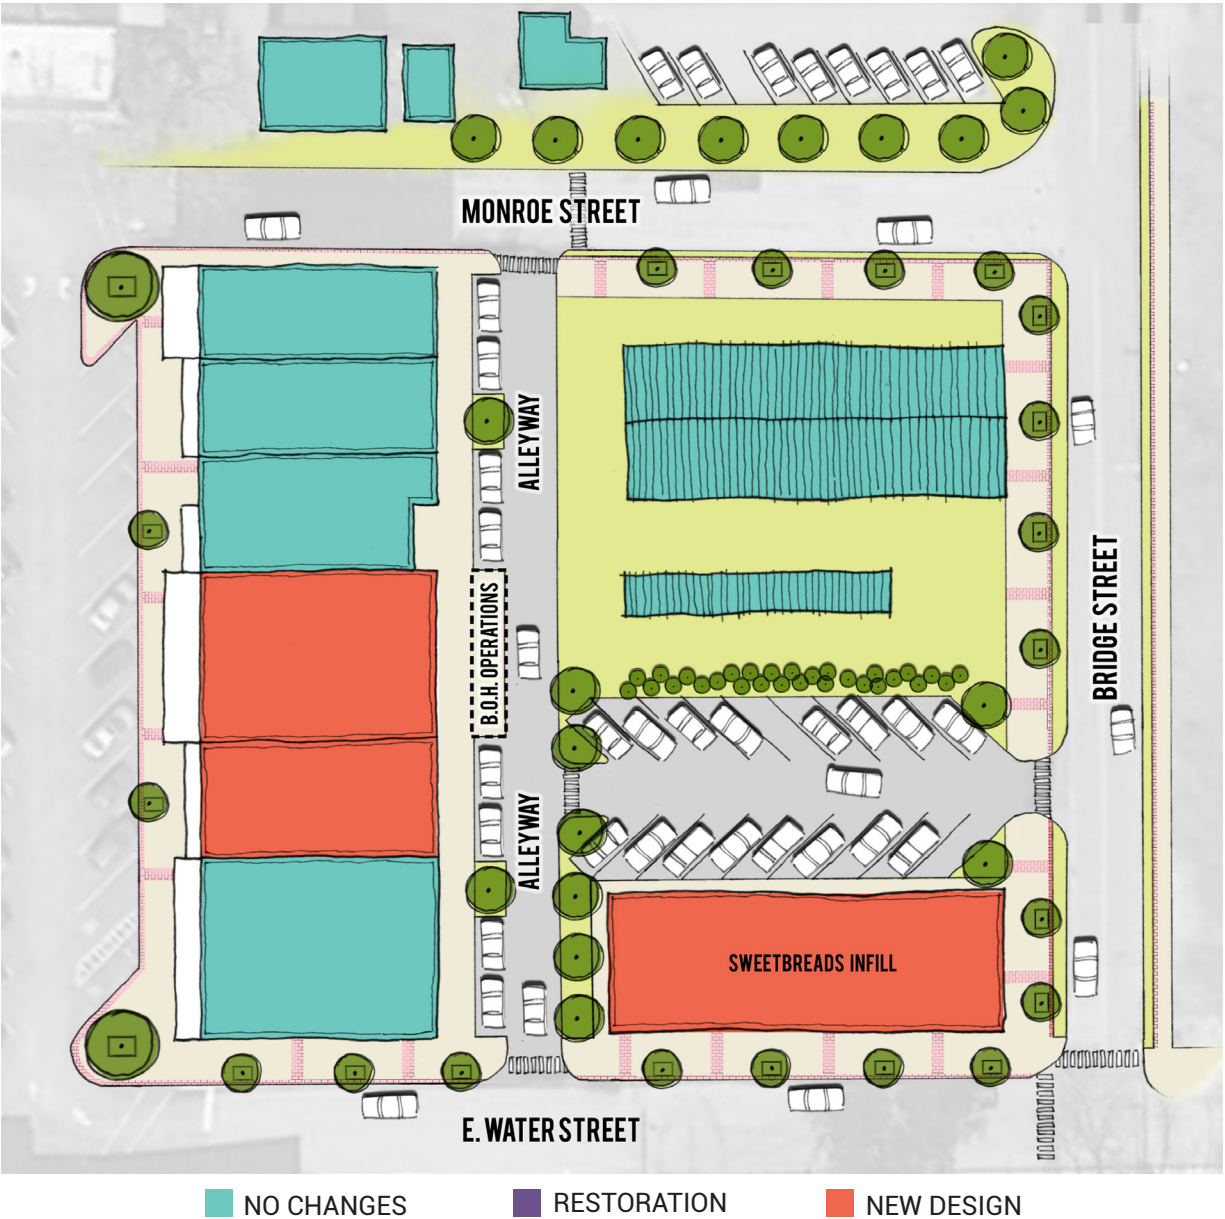 MONROE STREET
ALLEYWAY
B.O.H. OPERATIONS
BRIDGE STREET
ALLEYWAY
SWEETBREADS INFILL
E. WATER STREET
NO CHANGES
RESTORATION
NEW DESIGN